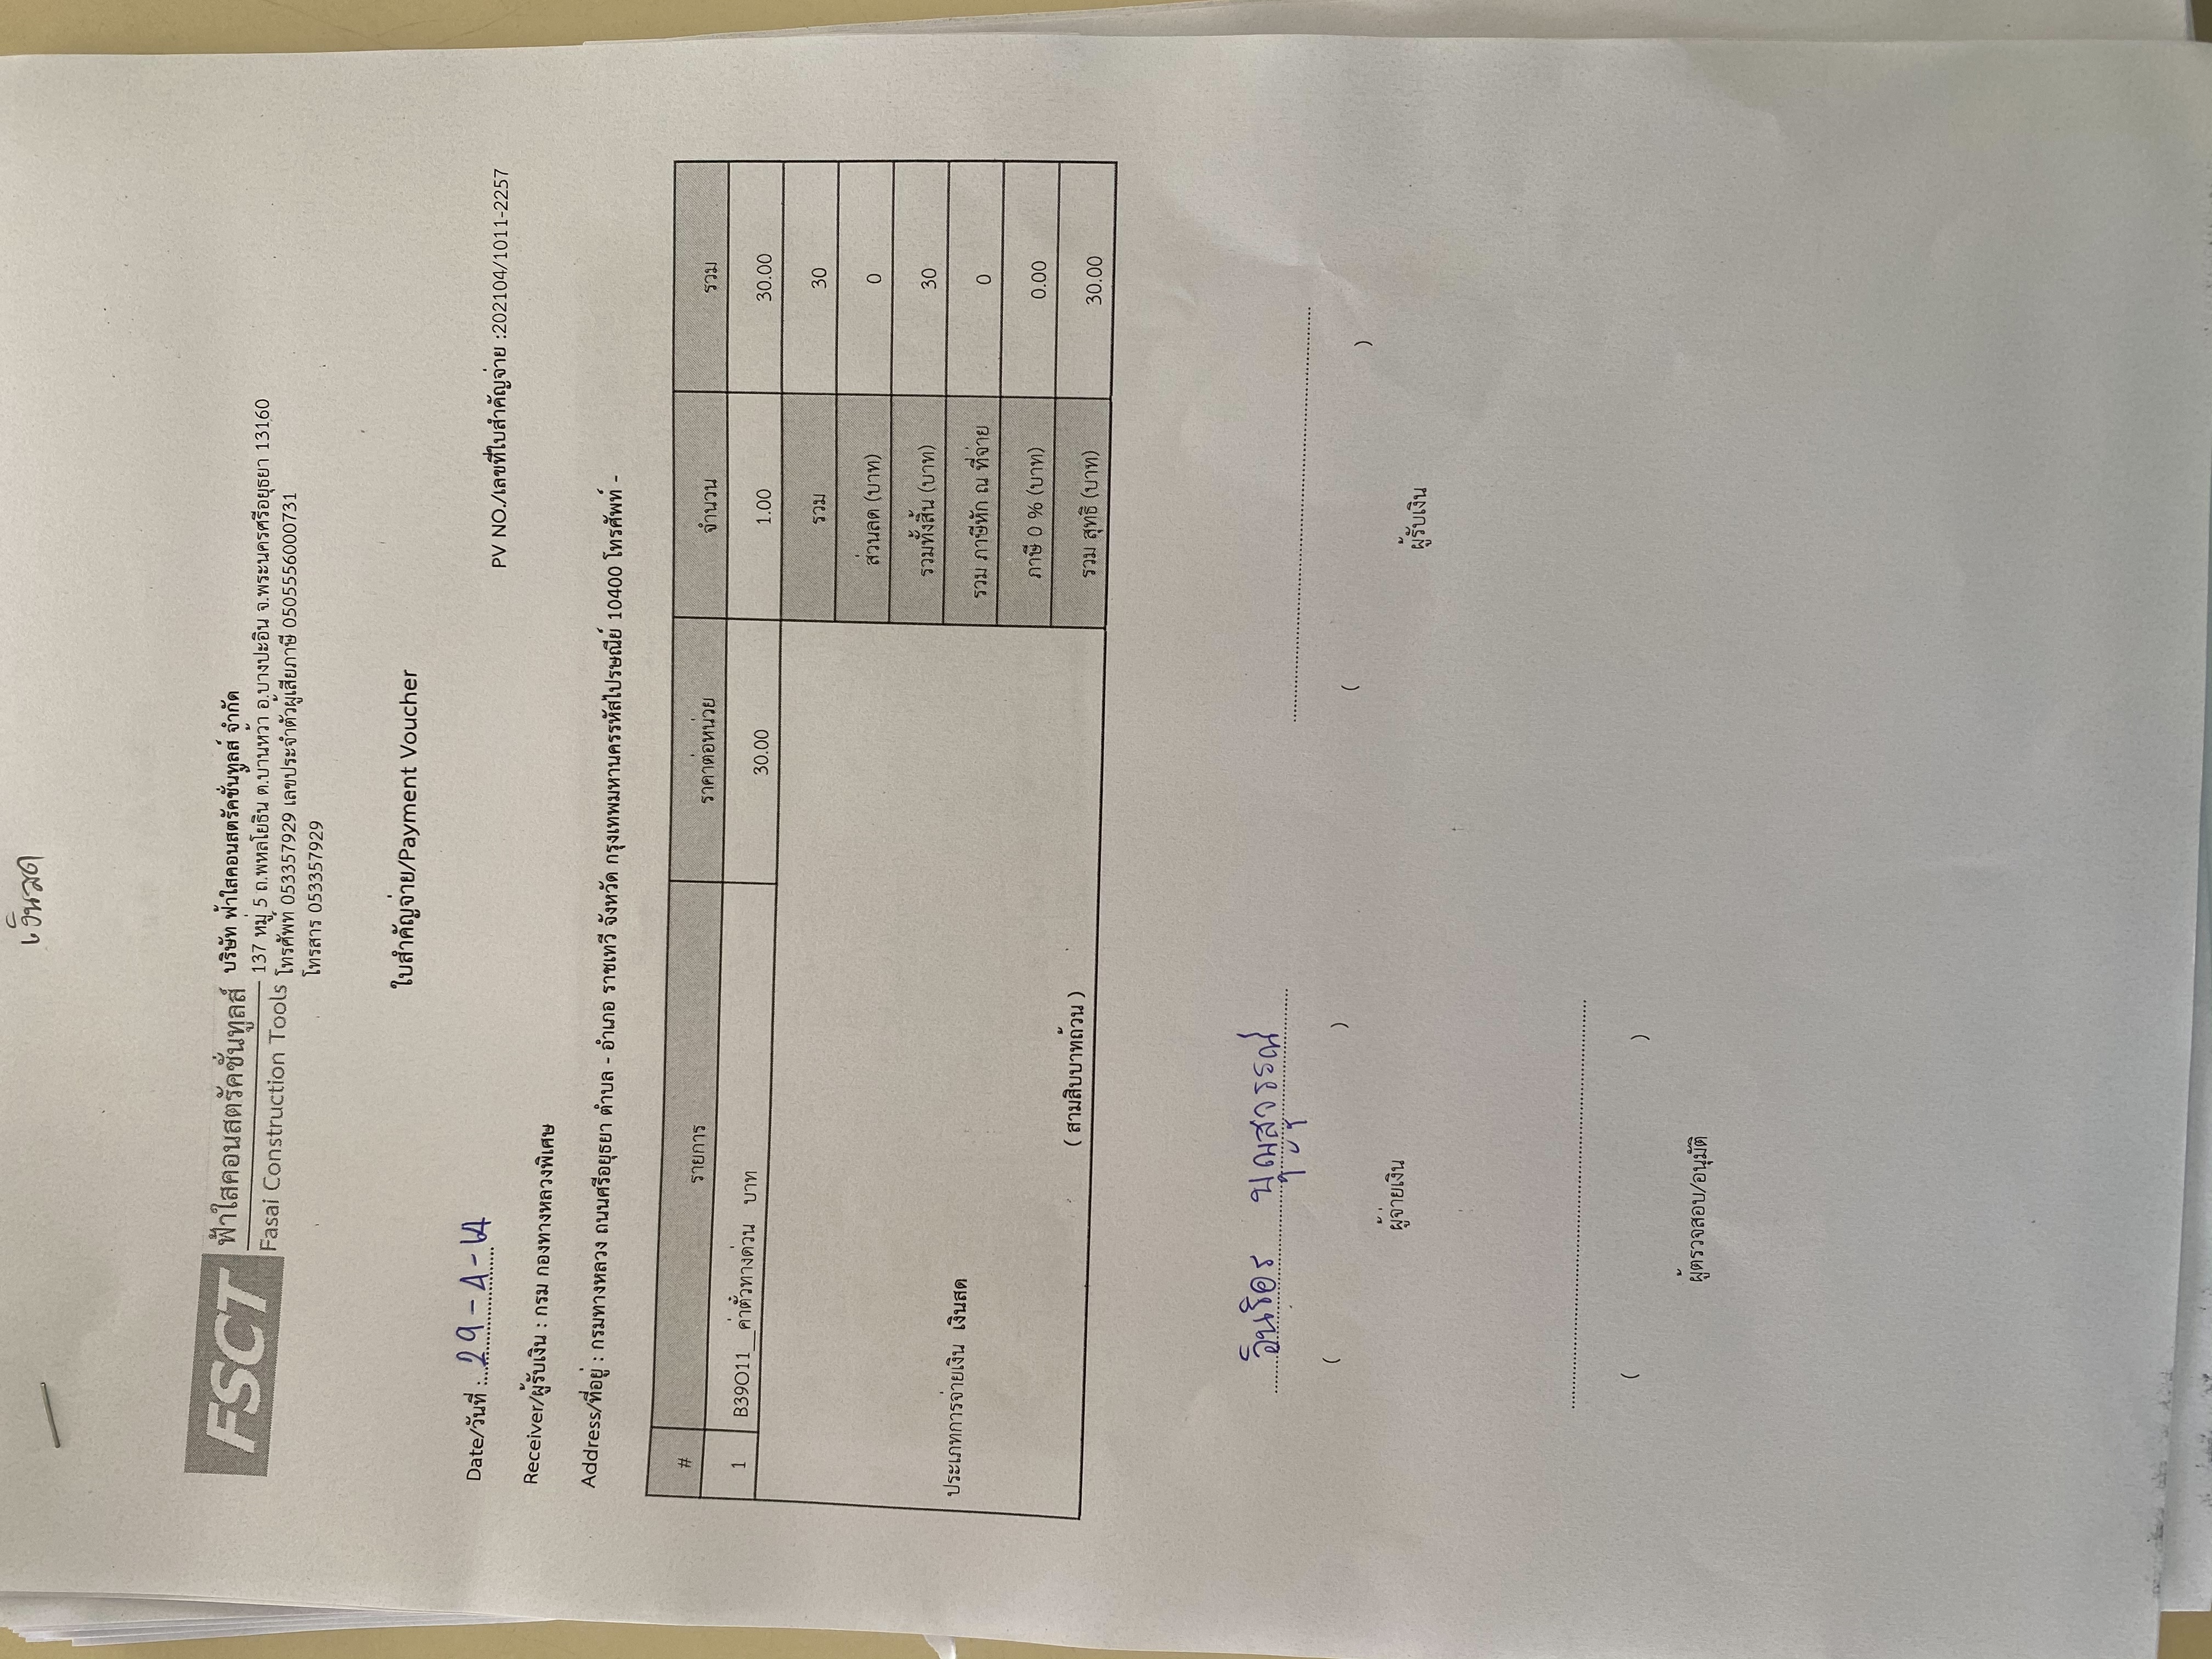 เงินสด
FSCT
ฟ้าใสคอนสตรัคชั่นทูลส์
Fasai Construction Tools
บริษัท ฟ้าใสคอนสตรัคชั่นทูลส์ จำกัด
137 หมู่ 5 ถ.พหลโยธิน ต.บ้านหว้า อ.บางปะอิน จ.พระนครศรีอยุธยา 13160
โทรศัพท์ 053357929 เลขประจำตัวผู้เสียภาษี 0505556000731
โทรสาร 053357929
ใบสำคัญจ่าย/Payment Voucher
Date/วันที่ : 29-4-64
PV NO./เลขที่ใบสำคัญจ่าย :202104/1011-2257
Receiver/ผู้รับเงิน : กรม กองทางหลวงพิเศษ
Address/ที่อยู่ : กรมทางหลวง ถนนศรีอยุธยา ตำบล - อำเภอ ราชเทวี จังหวัด กรุงเทพมหานครรหัสไปรษณีย์ 10400 โทรศัพท์ -
# รายการ ราคาต่อหน่วย จำนวน รวม
1 B39O11__ค่าตั๋วทางด่วน บาท 30.00 1.00 30.00
รวม 30
ส่วนลด (บาท) 0
รวมทั้งสิ้น (บาท) 30
ประเภทการจ่ายเงิน เงินสด
รวม ภาษีหัก ณ ที่จ่าย 0
ภาษี 0 % (บาท) 0.00
( สามสิบบาทถ้วน )
รวม สุทธิ (บาท) 30.00
บุญสุวรรณ์
( )
( )
ผู้จ่ายเงิน
ผู้รับเงิน
( )
ผู้ตรวจสอบ/อนุมัติ